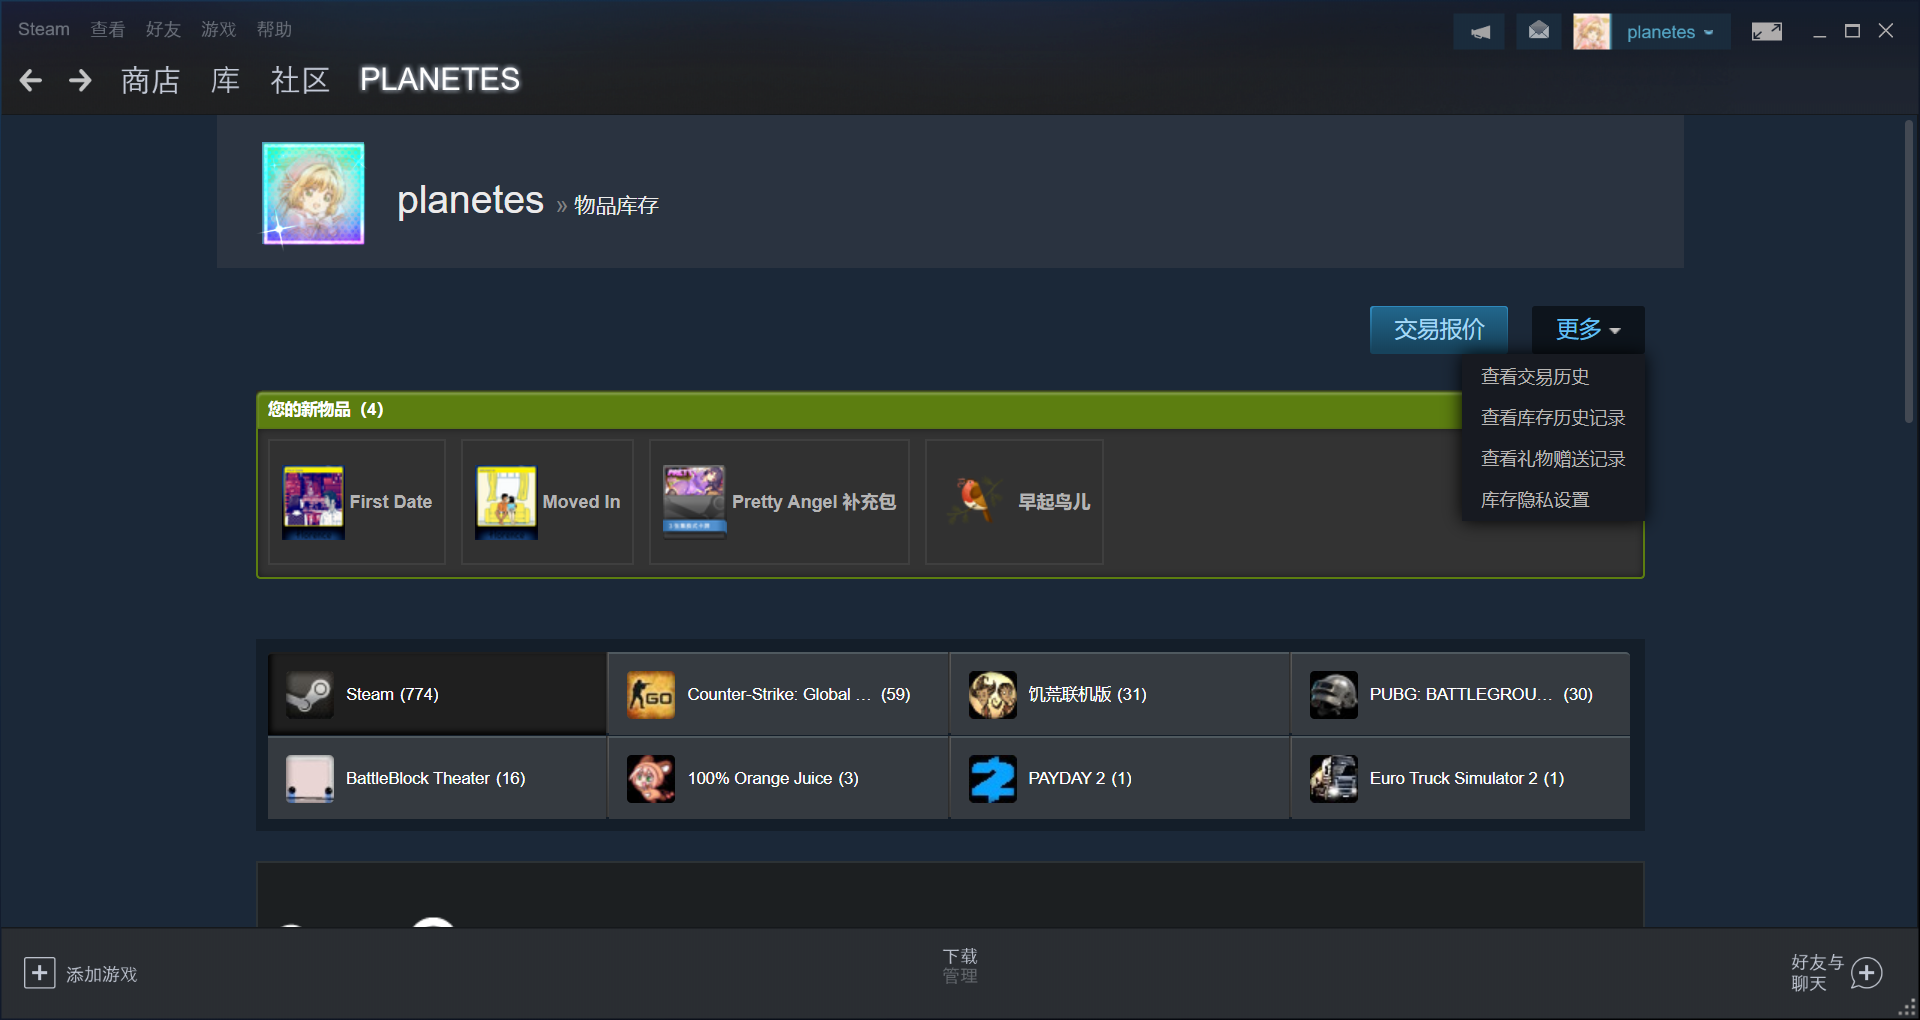 Steam 查看 好友 游戏 帮助
planetes
商店 库 社区 PLANETES
planetes » 物品库存
交易报价 更多
查看交易历史
查看库存历史记录
查看礼物赠送记录
库存隐私设置
您的新物品 (4)
First Date
Moved In
Pretty Angel 补充包
早起鸟儿
Steam (774)
Counter-Strike: Global ... (59)
饥荒联机版 (31)
PUBG: BATTLEGROU... (30)
BattleBlock Theater (16)
100% Orange Juice (3)
PAYDAY 2 (1)
Euro Truck Simulator 2 (1)
添加游戏
下载
管理
好友与
聊天